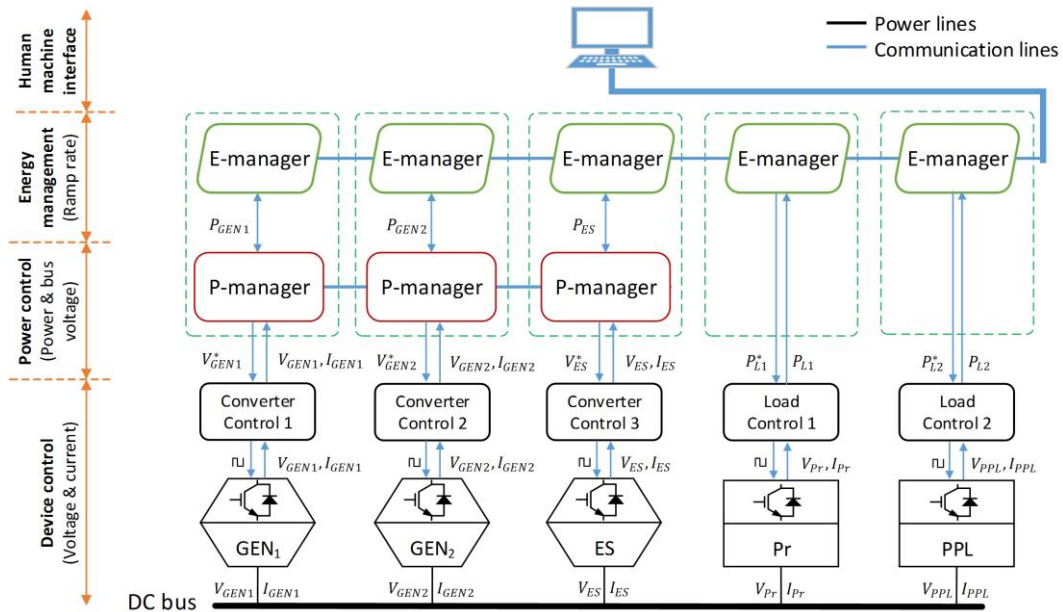 Power lines
Communication lines
Human
machine
interface
Energy
management
(Ramp rate)
E-manager
E-manager
E-manager
E-manager
E-manager
P_GEN1
P_GEN2
P_ES
Power control
(Power & bus
voltage)
P-manager
P-manager
P-manager
V*_GEN1
V_GEN1, I_GEN1
V*_GEN2
V_GEN2, I_GEN2
V*_ES
V_ES, I_ES
P*_L1
P_L1
P*_L2
P_L2
Device control
(Voltage & current)
Converter
Control 1
Converter
Control 2
Converter
Control 3
Load
Control 1
Load
Control 2
V_GEN1, I_GEN1
V_GEN2, I_GEN2
V_ES, I_ES
V_Pr, I_Pr
V_PPL, I_PPL
GEN₁
GEN₂
ES
Pr
PPL
V_GEN1
I_GEN1
V_GEN2
I_GEN2
V_ES
I_ES
V_Pr
I_Pr
V_PPL
I_PPL
DC bus